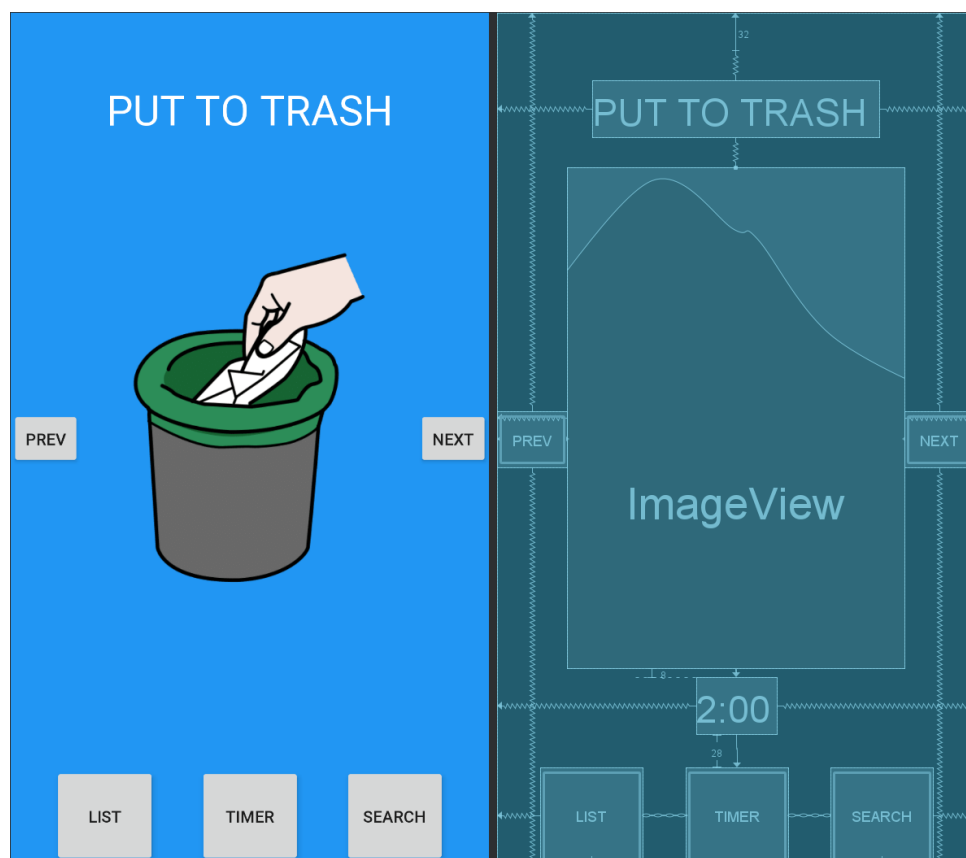 PUT TO TRASH
PREV
NEXT
LIST
TIMER
SEARCH
32
PUT TO TRASH
PREV
NEXT
ImageView
8
2:00
28
LIST
TIMER
SEARCH